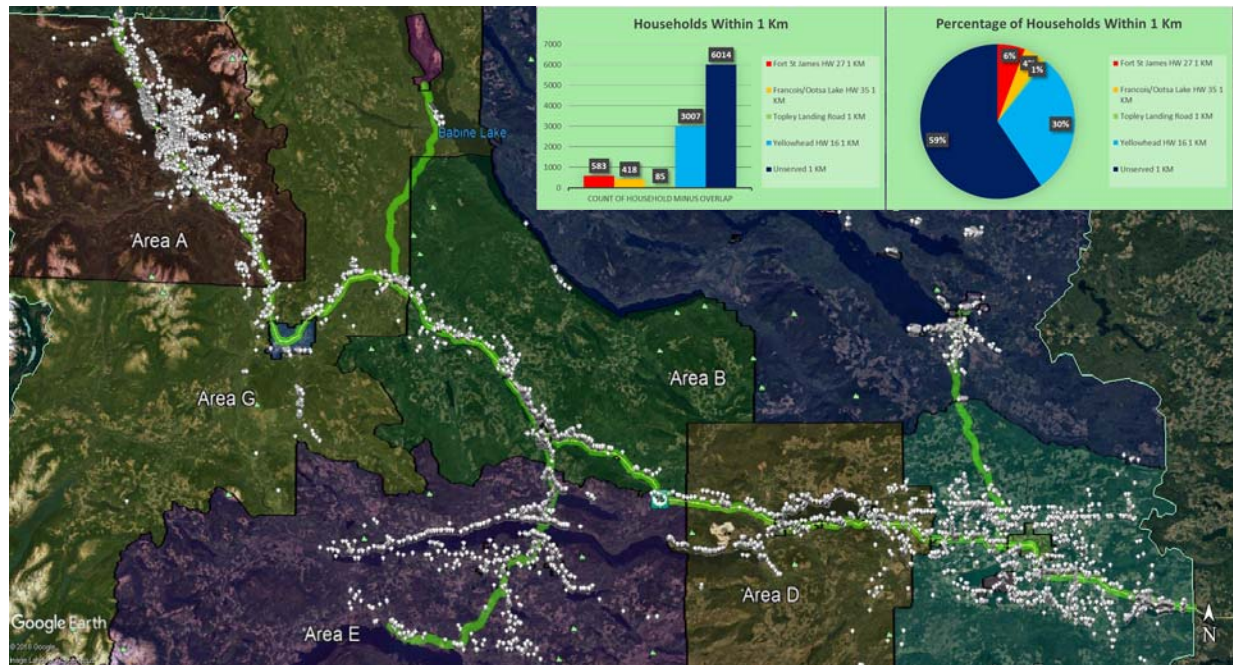 Households Within 1 Km
7000
6000
5000
4000
3000
2000
1000
0
583
418
85
3007
6014
COUNT OF HOUSEHOLD MINUS OVERLAP
Fort St James HW 27 1 KM
Francois/Ootsa Lake HW 35 1
KM
Topley Landing Road 1 KM
Yellowhead HW 16 1 KM
Unserved 1 KM
Percentage of Households Within 1 Km
6%
4%
1%
30%
59%
Fort St James HW 27 1 KM
Francois/Ootsa Lake HW 35 1
KM
Topley Landing Road 1 KM
Yellowhead HW 16 1 KM
Unserved 1 KM
Babine Lake
Area A
Area B
Area G
Area D
Area E
Google Earth
© 2018 Google
N